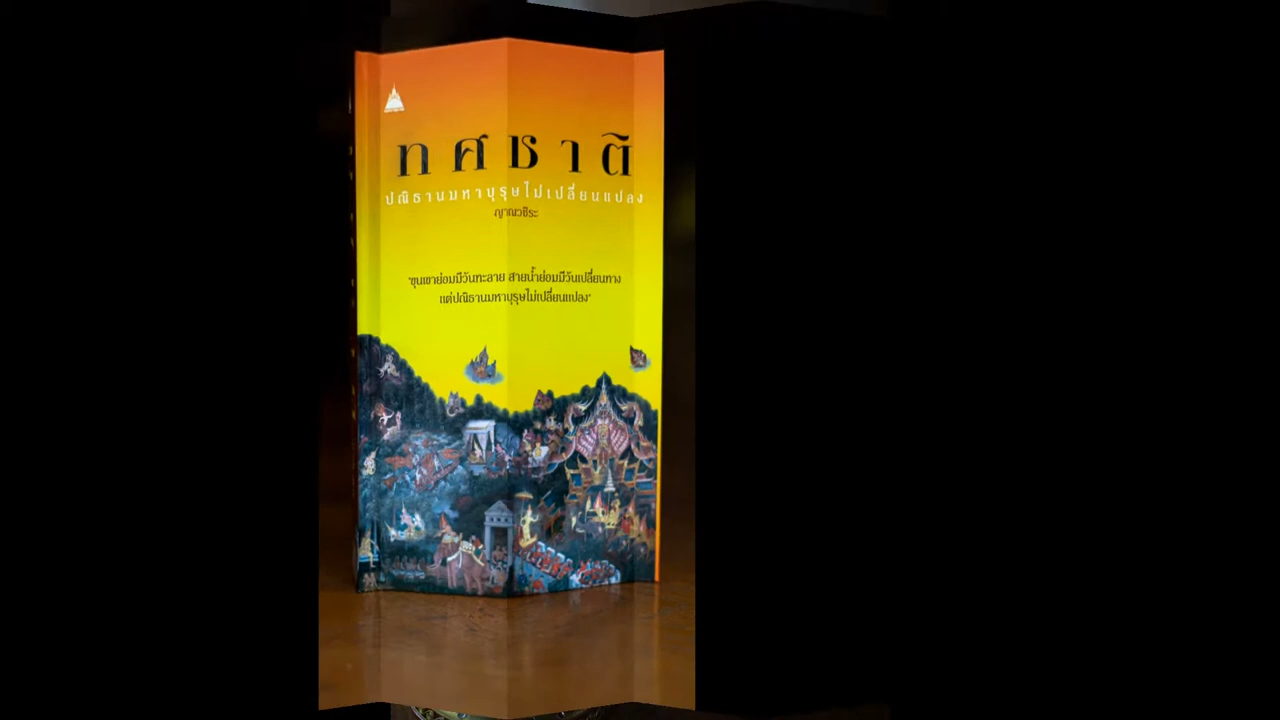 ทศชาติ
ปณิธานมหาบุรุษไม่เปลี่ยนแปลง
ญาณวชิระ
"ขุนเขาย่อมมีวันทะลาย สายน้ำย่อมมีวันเปลี่ยนทาง
แต่ปณิธานมหาบุรุษไม่เปลี่ยนแปลง"